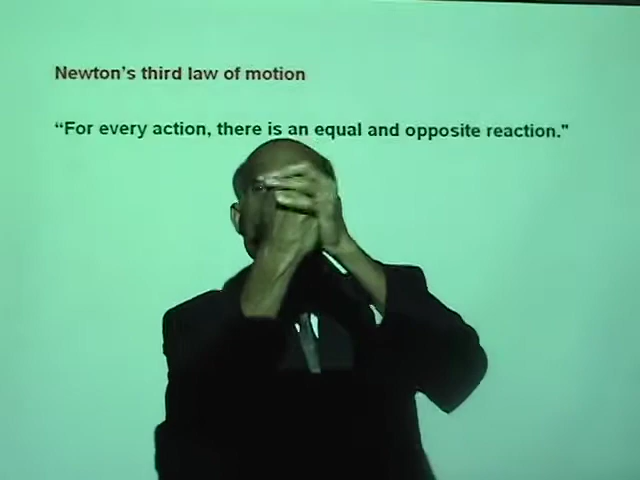 Newton's third law of motion
“For every action, there is an equal and opposite reaction."